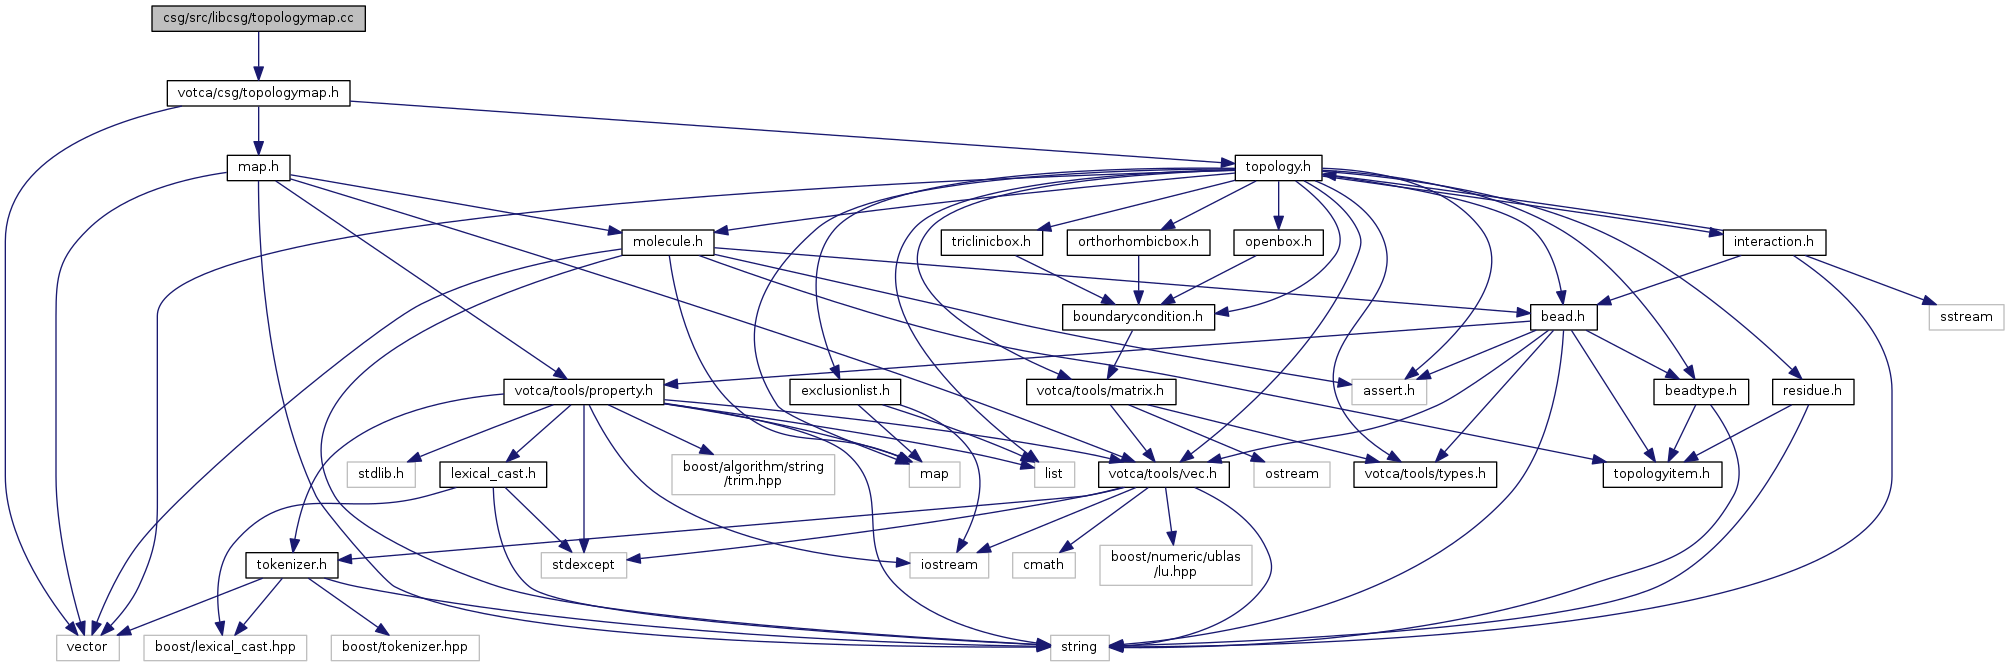 csg/src/libcsg/topologymap.cc
votca/csg/topologymap.h
map.h
topology.h
molecule.h
triclinicbox.h
orthorhombicbox.h
openbox.h
interaction.h
boundarycondition.h
bead.h
sstream
votca/tools/property.h
exclusionlist.h
votca/tools/matrix.h
assert.h
beadtype.h
residue.h
stdlib.h
lexical_cast.h
boost/algorithm/string
/trim.hpp
map
list
votca/tools/vec.h
ostream
votca/tools/types.h
topologyitem.h
tokenizer.h
stdexcept
iostream
cmath
boost/numeric/ublas
/lu.hpp
vector
boost/lexical_cast.hpp
boost/tokenizer.hpp
string